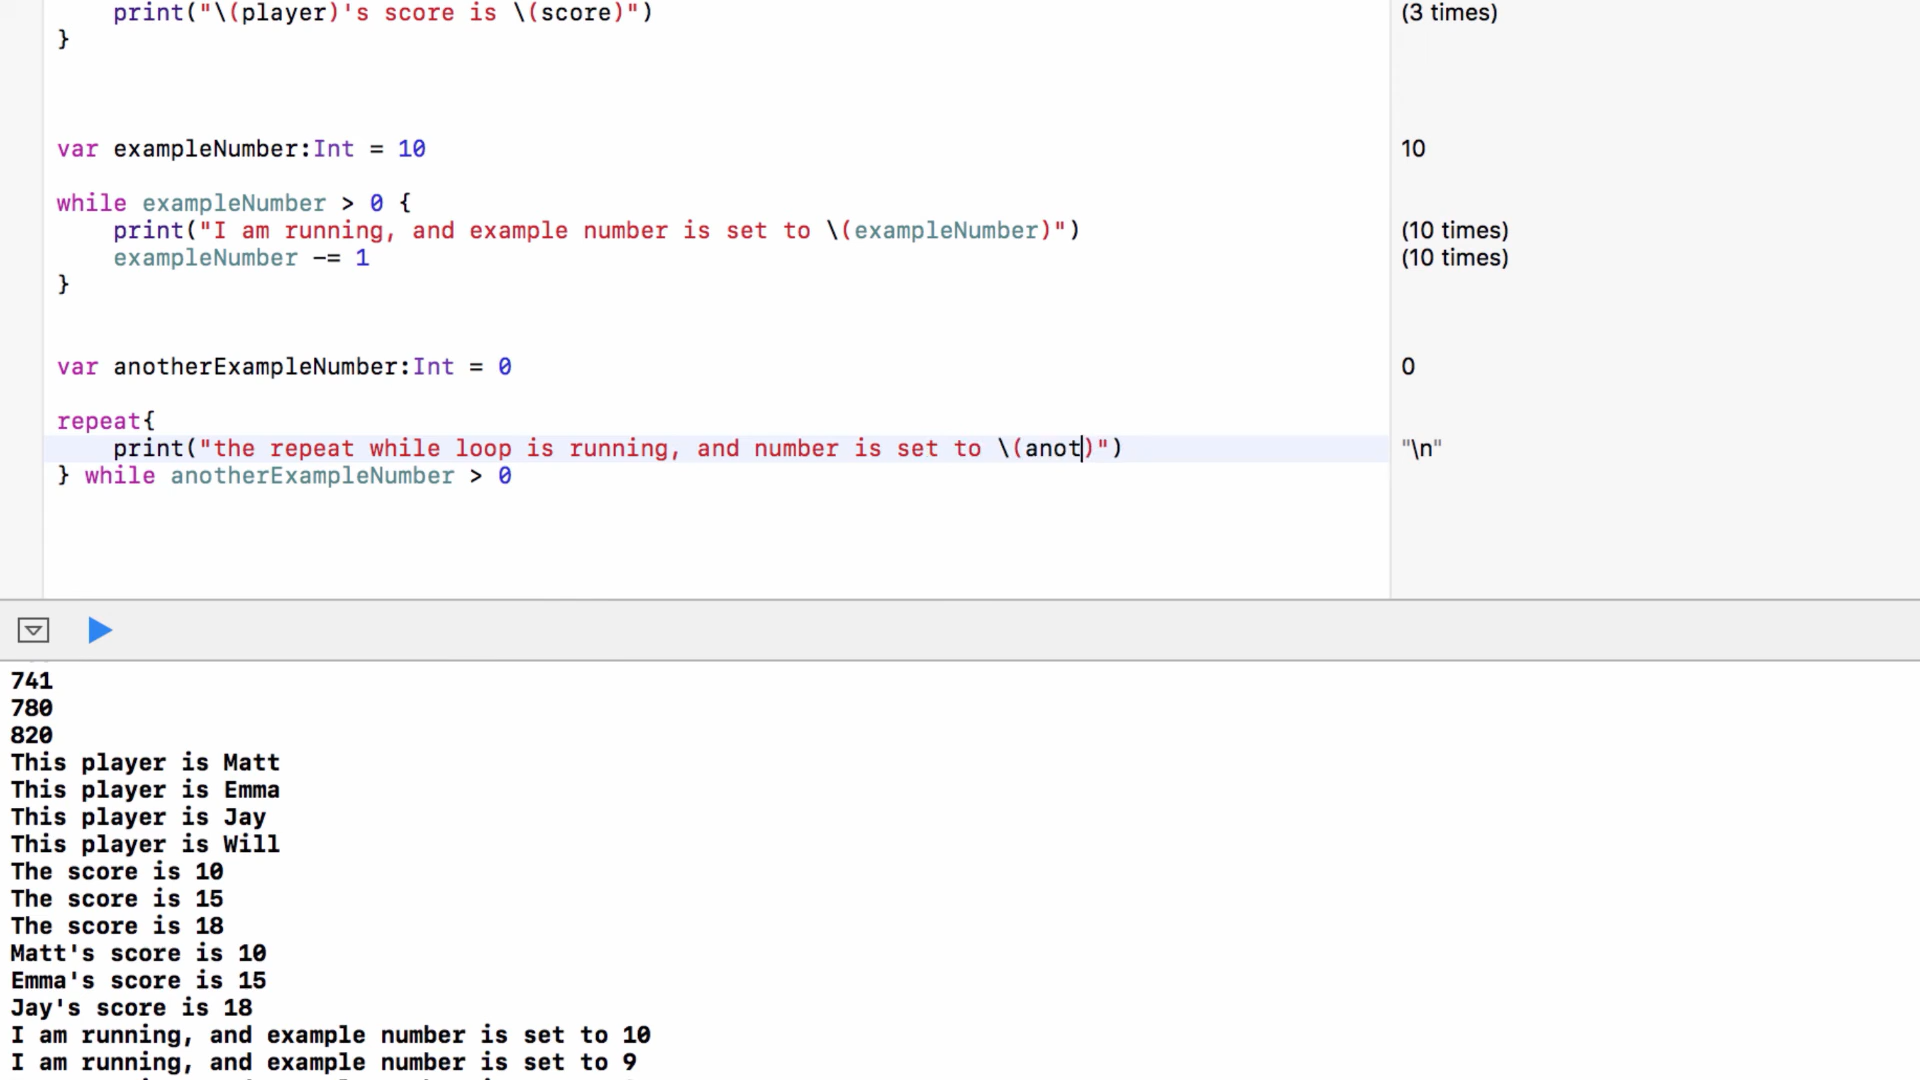 print("\(player)'s score is \(score)") (3 times)
}
var exampleNumber:Int = 10 10
while exampleNumber > 0 {
print("I am running, and example number is set to \(exampleNumber)") (10 times)
exampleNumber -= 1 (10 times)
}
var anotherExampleNumber:Int = 0 0
repeat{
print("the repeat while loop is running, and number is set to \(anot)") "\n"
} while anotherExampleNumber > 0
741
780
820
This player is Matt
This player is Emma
This player is Jay
This player is Will
The score is 10
The score is 15
The score is 18
Matt's score is 10
Emma's score is 15
Jay's score is 18
I am running, and example number is set to 10
I am running, and example number is set to 9